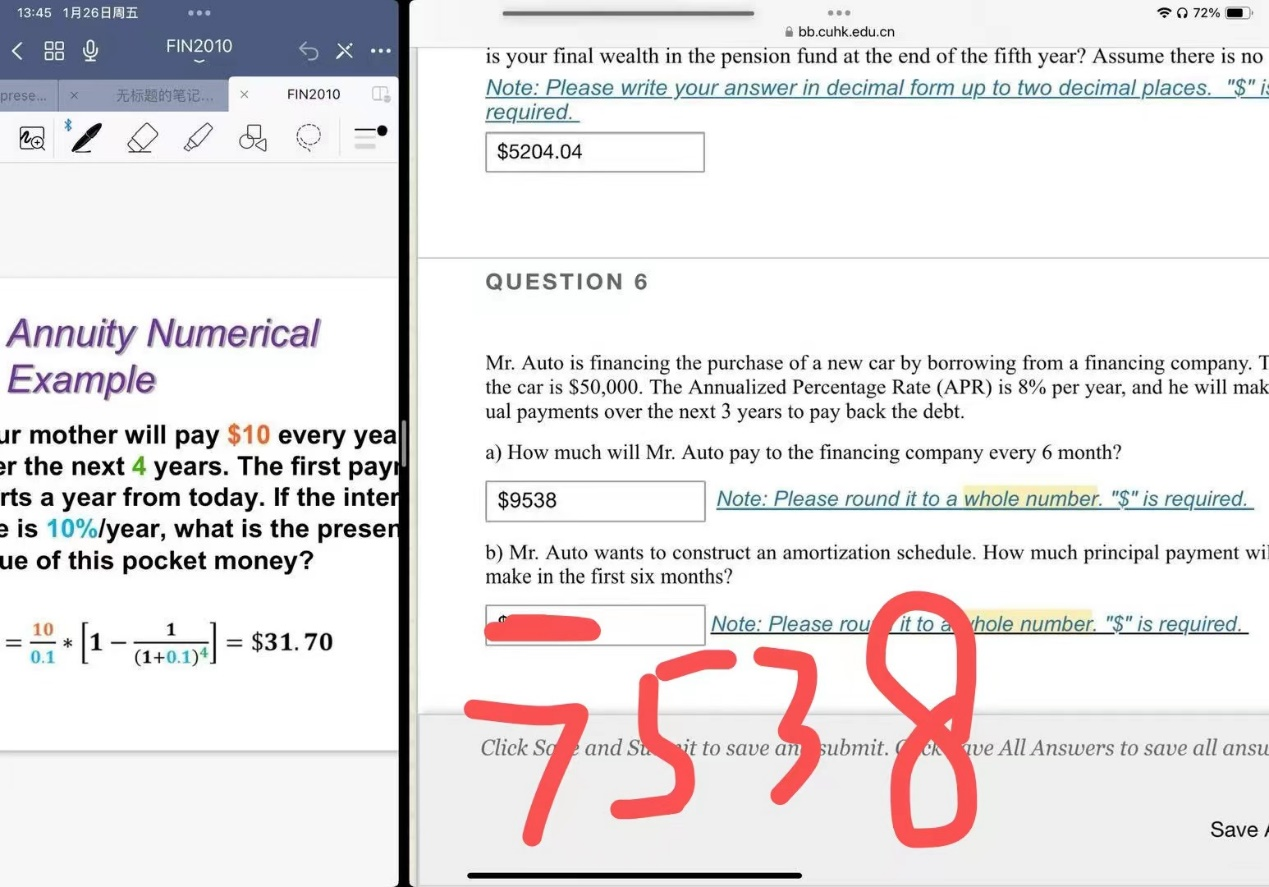 13:45 1月26日周五
72%
bb.cuhk.edu.cn
FIN2010
prese...
无标题的笔记...
FIN2010
Annuity Numerical
Example
ur mother will pay $10 every yea
er the next 4 years. The first payr
rts a year from today. If the inter
e is 10%/year, what is the presen
ue of this pocket money?
= 10/0.1 * [1 − 1/(1+0.1)^4] = $31.70
is your final wealth in the pension fund at the end of the fifth year? Assume there is no
Note: Please write your answer in decimal form up to two decimal places. "$" is
required.
$5204.04
QUESTION 6
Mr. Auto is financing the purchase of a new car by borrowing from a financing company. T
the car is $50,000. The Annualized Percentage Rate (APR) is 8% per year, and he will mak
ual payments over the next 3 years to pay back the debt.
a) How much will Mr. Auto pay to the financing company every 6 month?
$9538
Note: Please round it to a whole number. "$" is required.
b) Mr. Auto wants to construct an amortization schedule. How much principal payment wil
make in the first six months?
Note: Please rou it to a whole number. "$" is required.
7538
Click Save and Submit to save and submit. Click Save All Answers to save all answ
Save A